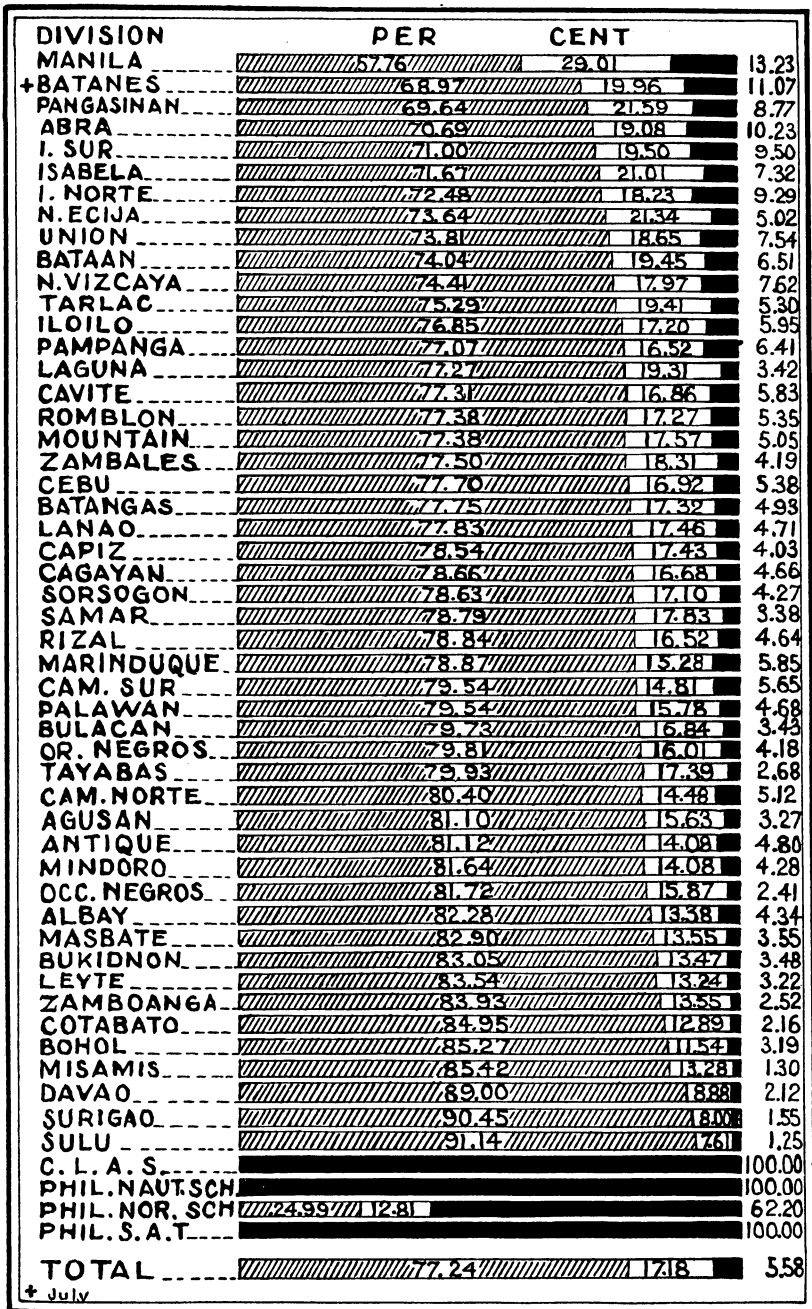 DIVISION PER CENT
MANILA 57.76 29.01 13.23
+BATANES 68.97 19.96 11.07
PANGASINAN 69.64 21.59 8.77
ABRA 70.69 19.08 10.23
I. SUR 71.00 19.50 9.50
ISABELA 71.67 21.01 7.32
I. NORTE 72.48 18.23 9.29
N. ECIJA 73.64 21.34 5.02
UNION 73.81 18.65 7.54
BATAAN 74.04 19.45 6.51
N. VIZCAYA 74.41 17.97 7.62
TARLAC 75.29 19.41 5.30
ILOILO 76.85 17.20 5.95
PAMPANGA 77.07 16.52 6.41
LAGUNA 77.27 19.31 3.42
CAVITE 77.31 16.86 5.83
ROMBLON 77.38 17.27 5.35
MOUNTAIN 77.38 17.57 5.05
ZAMBALES 77.50 18.31 4.19
CEBU 77.70 16.92 5.38
BATANGAS 77.75 17.32 4.93
LANAO 77.83 17.46 4.71
CAPIZ 78.54 17.43 4.03
CAGAYAN 78.66 16.68 4.66
SORSOGON 78.63 17.10 4.27
SAMAR 78.79 17.83 3.38
RIZAL 78.84 16.52 4.64
MARINDUQUE 78.87 15.28 5.85
CAM. SUR 79.54 14.81 5.65
PALAWAN 79.54 15.78 4.68
BULACAN 79.73 16.84 3.43
OR. NEGROS 79.81 16.01 4.18
TAYABAS 79.93 17.39 2.68
CAM. NORTE 80.40 14.48 5.12
AGUSAN 81.10 15.63 3.27
ANTIQUE 81.12 14.08 4.80
MINDORO 81.64 14.08 4.28
OCC. NEGROS 81.72 15.87 2.41
ALBAY 82.28 13.38 4.34
MASBATE 82.90 13.55 3.55
BUKIDNON 83.05 13.47 3.48
LEYTE 83.54 13.24 3.22
ZAMBOANGA 83.93 13.55 2.52
COTABATO 84.95 12.89 2.16
BOHOL 85.27 11.54 3.19
MISAMIS 85.42 13.28 1.30
DAVAO 89.00 8.88 2.12
SURIGAO 90.45 8.00 1.55
SULU 91.14 7.61 1.25
C. L. A. S. 100.00
PHIL. NAUT. SCH. 100.00
PHIL. NOR. SCH 24.99 12.81 62.20
PHIL. S. A. T 100.00
TOTAL 77.24 17.18 5.58
+ July